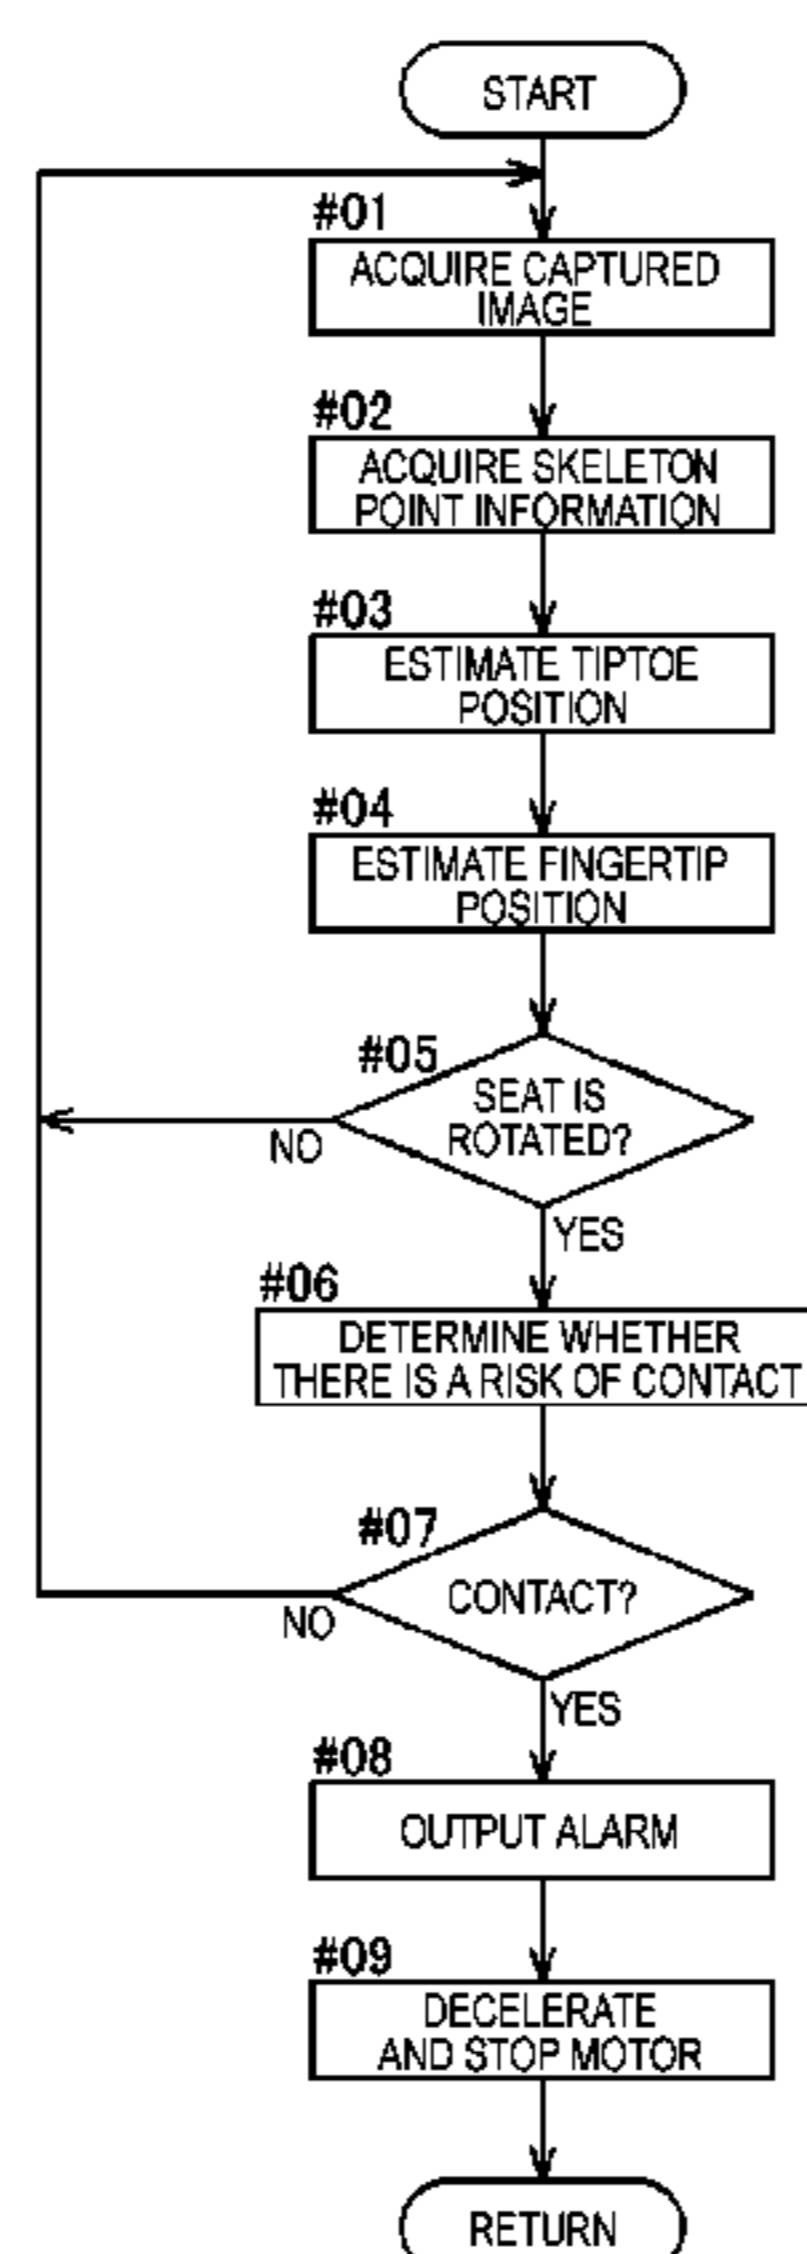 START
#01
ACQUIRE CAPTURED
IMAGE
#02
ACQUIRE SKELETON
POINT INFORMATION
#03
ESTIMATE TIPTOE
POSITION
#04
ESTIMATE FINGERTIP
POSITION
#05
SEAT IS
ROTATED?
NO
YES
#06
DETERMINE WHETHER
THERE IS A RISK OF CONTACT
#07
CONTACT?
NO
YES
#08
OUTPUT ALARM
#09
DECELERATE
AND STOP MOTOR
RETURN